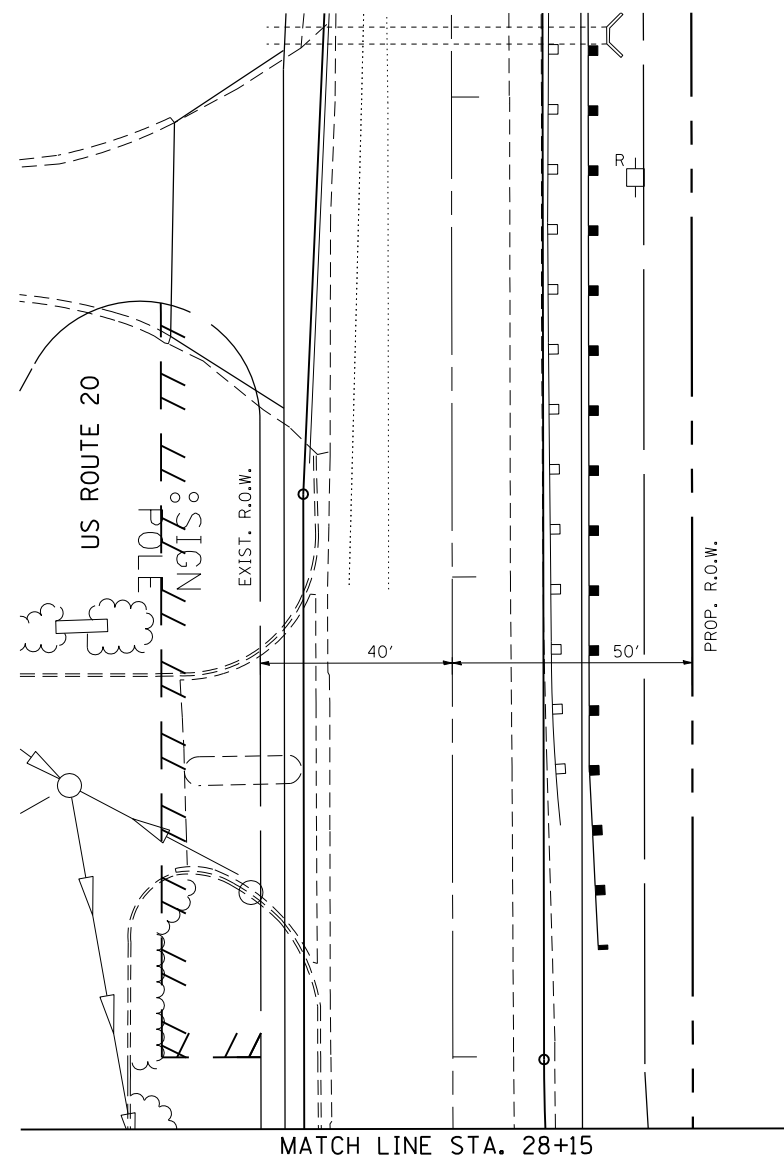 R
US ROUTE 20
SIGN
POLE
EXIST. R.O.W.
PROP. R.O.W.
40'
50'
MATCH LINE STA. 28+15